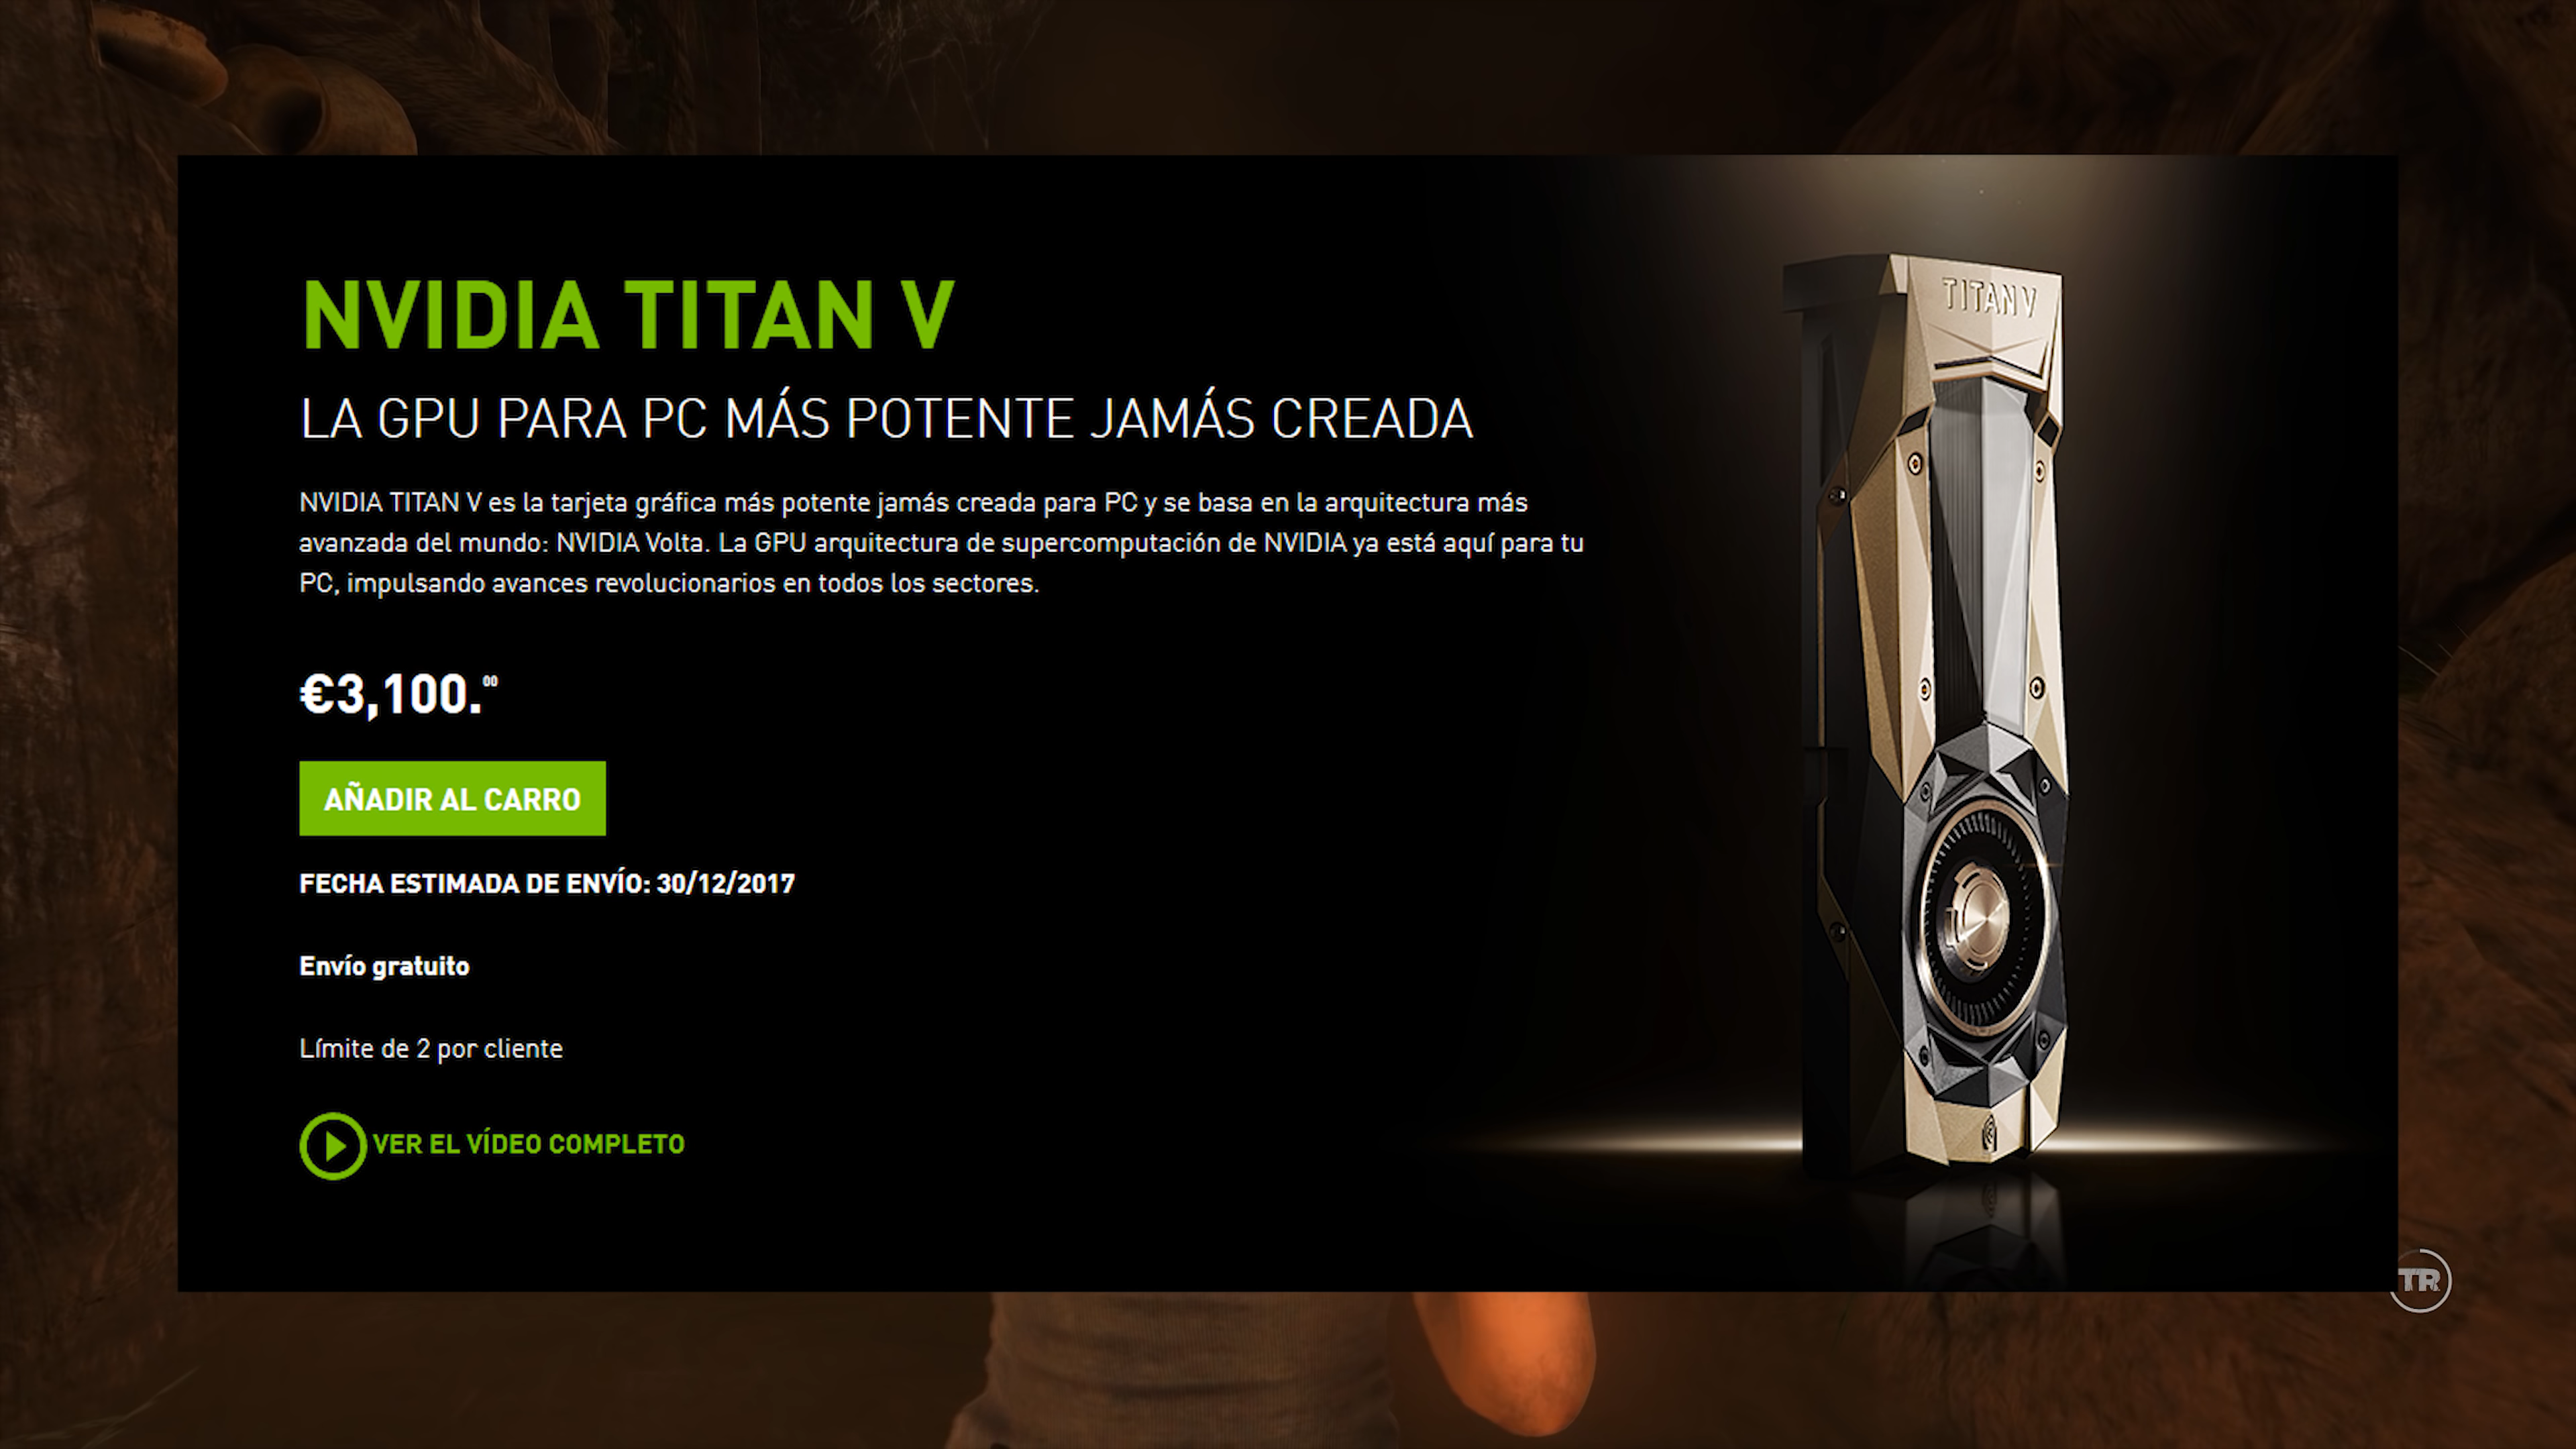 NVIDIA TITAN V
LA GPU PARA PC MÁS POTENTE JAMÁS CREADA
NVIDIA TITAN V es la tarjeta gráfica más potente jamás creada para PC y se basa en la arquitectura más
avanzada del mundo: NVIDIA Volta. La GPU arquitectura de supercomputación de NVIDIA ya está aquí para tu
PC, impulsando avances revolucionarios en todos los sectores.
€3,100.00
AÑADIR AL CARRO
FECHA ESTIMADA DE ENVÍO: 30/12/2017
Envío gratuito
Límite de 2 por cliente
VER EL VÍDEO COMPLETO
TITAN V
TR